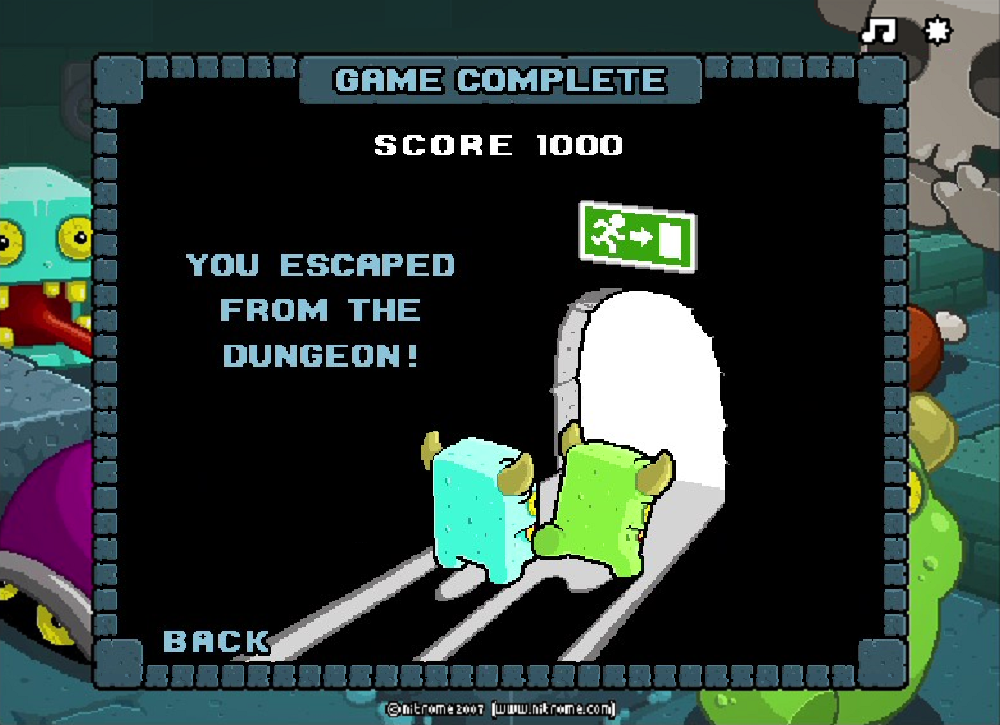 GAME COMPLETE
SCORE 1000
YOU ESCAPED
FROM THE
DUNGEON!
BACK
©nitrome2007 [www.nitrome.com]